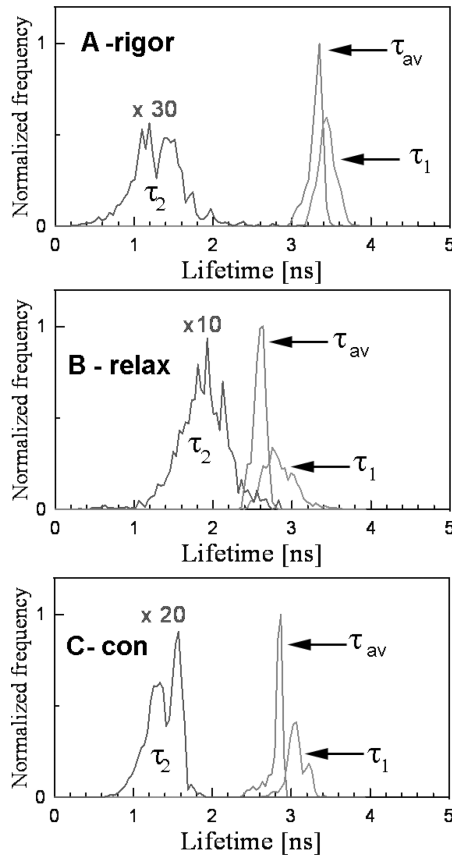 A -rigor
Normalized frequency
1
0
x 30
τ2
τav
τ1
0 1 2 3 4 5
Lifetime [ns]
B - relax
Normalized frequency
1
0
x10
τ2
τav
τ1
0 1 2 3 4 5
Lifetime [ns]
C- con
Normalized frequency
1
0
x 20
τ2
τav
τ1
0 1 2 3 4 5
Lifetime [ns]